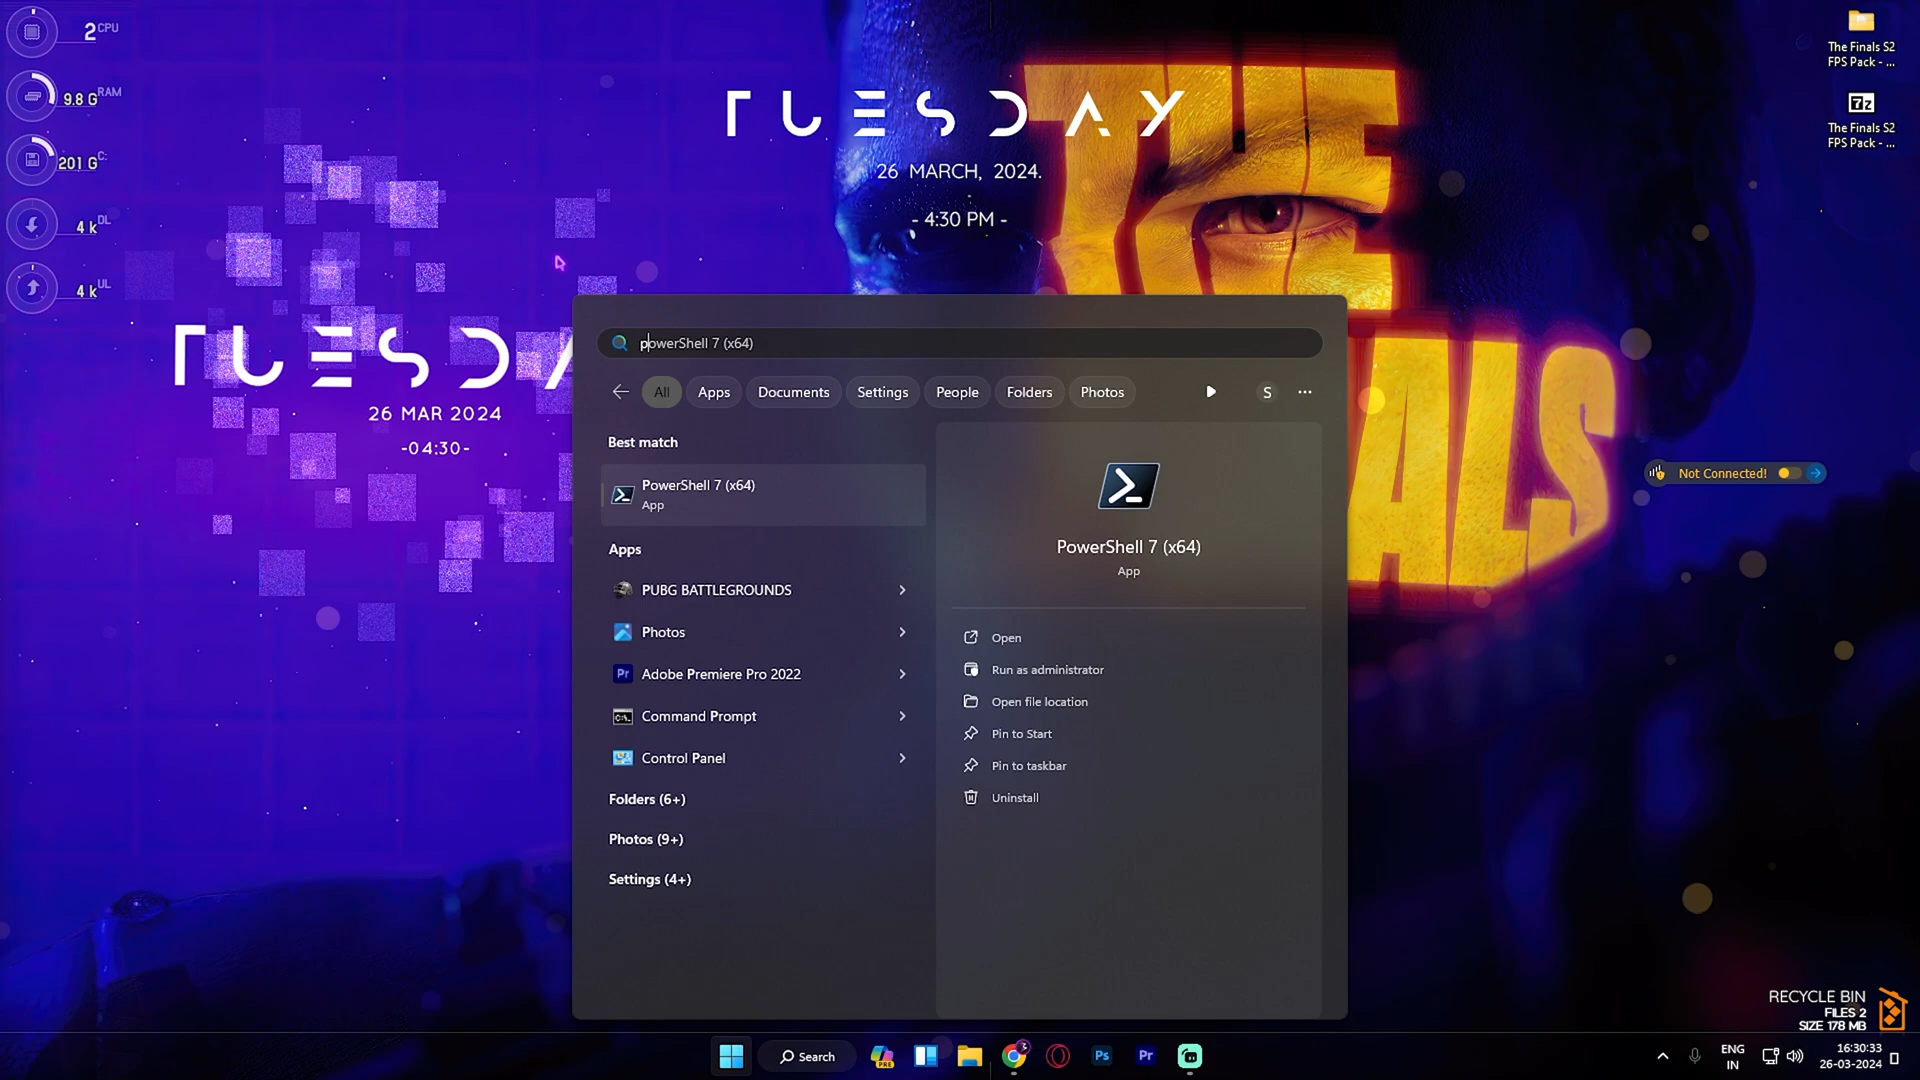 2 CPU
9.8 G RAM
201 G C:
4 k DL
4 k UL
TUESDAY
26 MARCH, 2024.
- 4:30 PM -
THE
ALS
The Finals S2
FPS Pack - ...
The Finals S2
FPS Pack - ...
TUESDA
26 MAR 2024
-04:30-
powerShell 7 (x64)
All
Apps
Documents
Settings
People
Folders
Photos
S
Best match
PowerShell 7 (x64)
App
Apps
PUBG BATTLEGROUNDS
Photos
Pr
Adobe Premiere Pro 2022
Command Prompt
Control Panel
Folders (6+)
Photos (9+)
Settings (4+)
PowerShell 7 (x64)
App
Open
Run as administrator
Open file location
Pin to Start
Pin to taskbar
Uninstall
Not Connected!
RECYCLE BIN
FILES 2
SIZE 178 MB
Search
PRE
3
Ps
Pr
ENG
IN
16:30:33
26-03-2024
7z